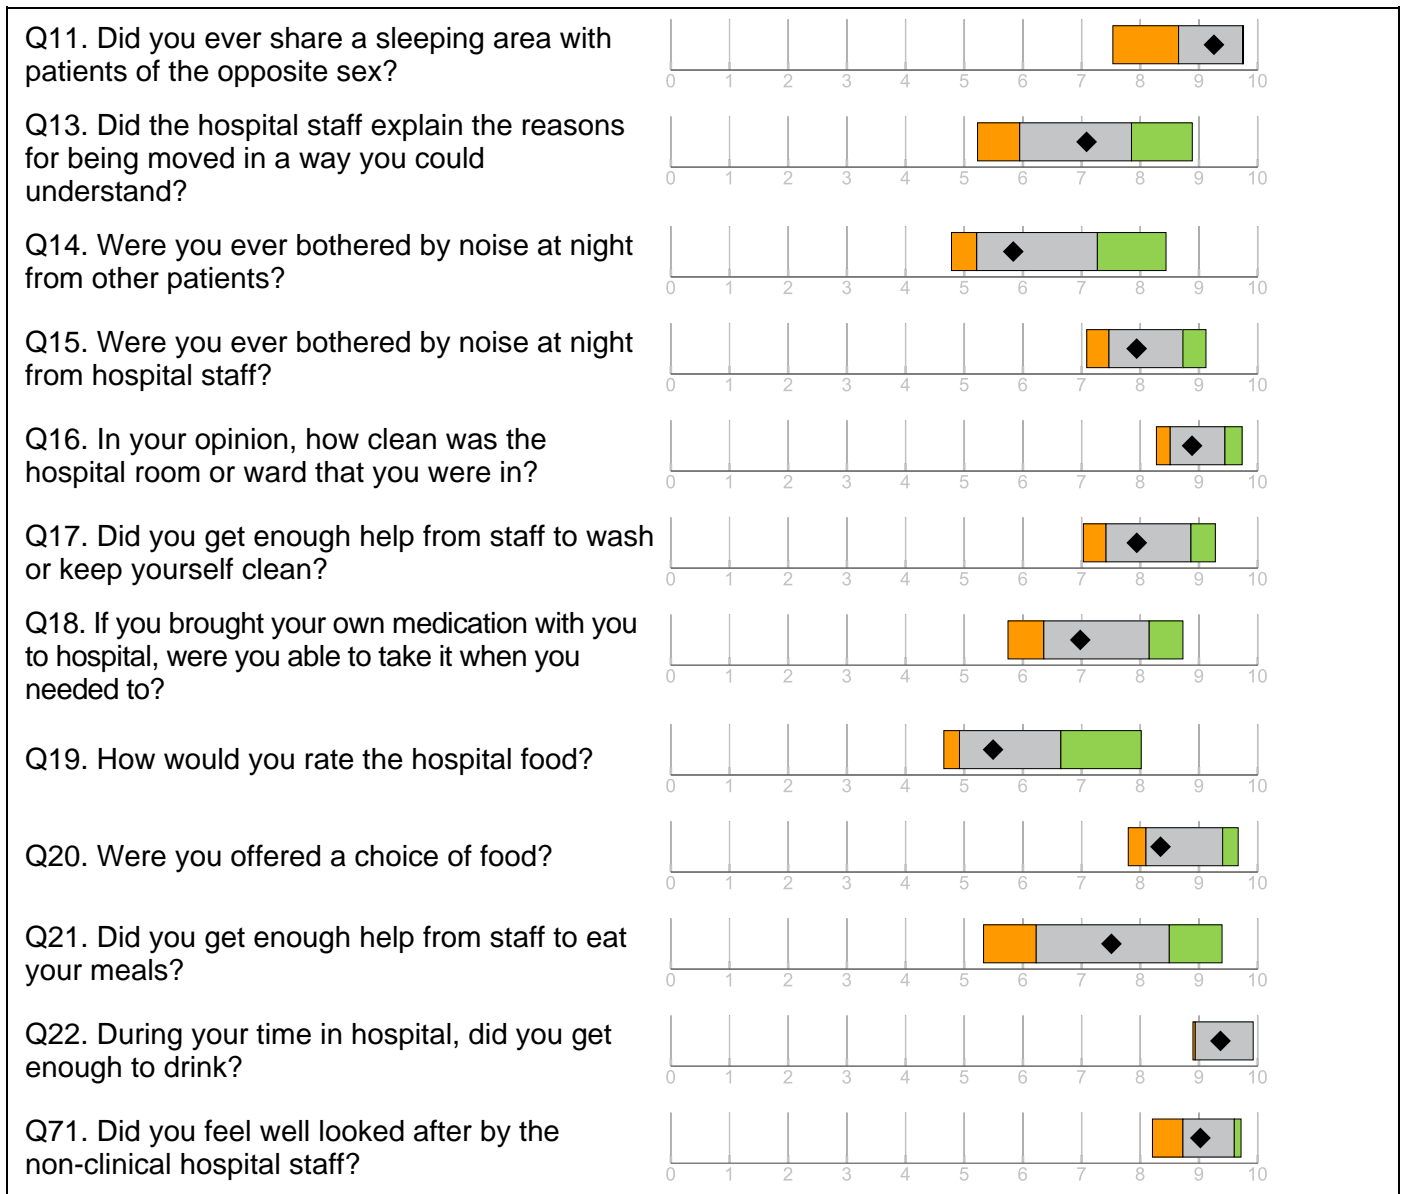 Q11. Did you ever share a sleeping area with
patients of the opposite sex?
0 1 2 3 4 5 6 7 8 9 10
Q13. Did the hospital staff explain the reasons
for being moved in a way you could
understand?
0 1 2 3 4 5 6 7 8 9 10
Q14. Were you ever bothered by noise at night
from other patients?
0 1 2 3 4 5 6 7 8 9 10
Q15. Were you ever bothered by noise at night
from hospital staff?
0 1 2 3 4 5 6 7 8 9 10
Q16. In your opinion, how clean was the
hospital room or ward that you were in?
0 1 2 3 4 5 6 7 8 9 10
Q17. Did you get enough help from staff to wash
or keep yourself clean?
0 1 2 3 4 5 6 7 8 9 10
Q18. If you brought your own medication with you
to hospital, were you able to take it when you
needed to?
0 1 2 3 4 5 6 7 8 9 10
Q19. How would you rate the hospital food?
0 1 2 3 4 5 6 7 8 9 10
Q20. Were you offered a choice of food?
0 1 2 3 4 5 6 7 8 9 10
Q21. Did you get enough help from staff to eat
your meals?
0 1 2 3 4 5 6 7 8 9 10
Q22. During your time in hospital, did you get
enough to drink?
0 1 2 3 4 5 6 7 8 9 10
Q71. Did you feel well looked after by the
non-clinical hospital staff?
0 1 2 3 4 5 6 7 8 9 10